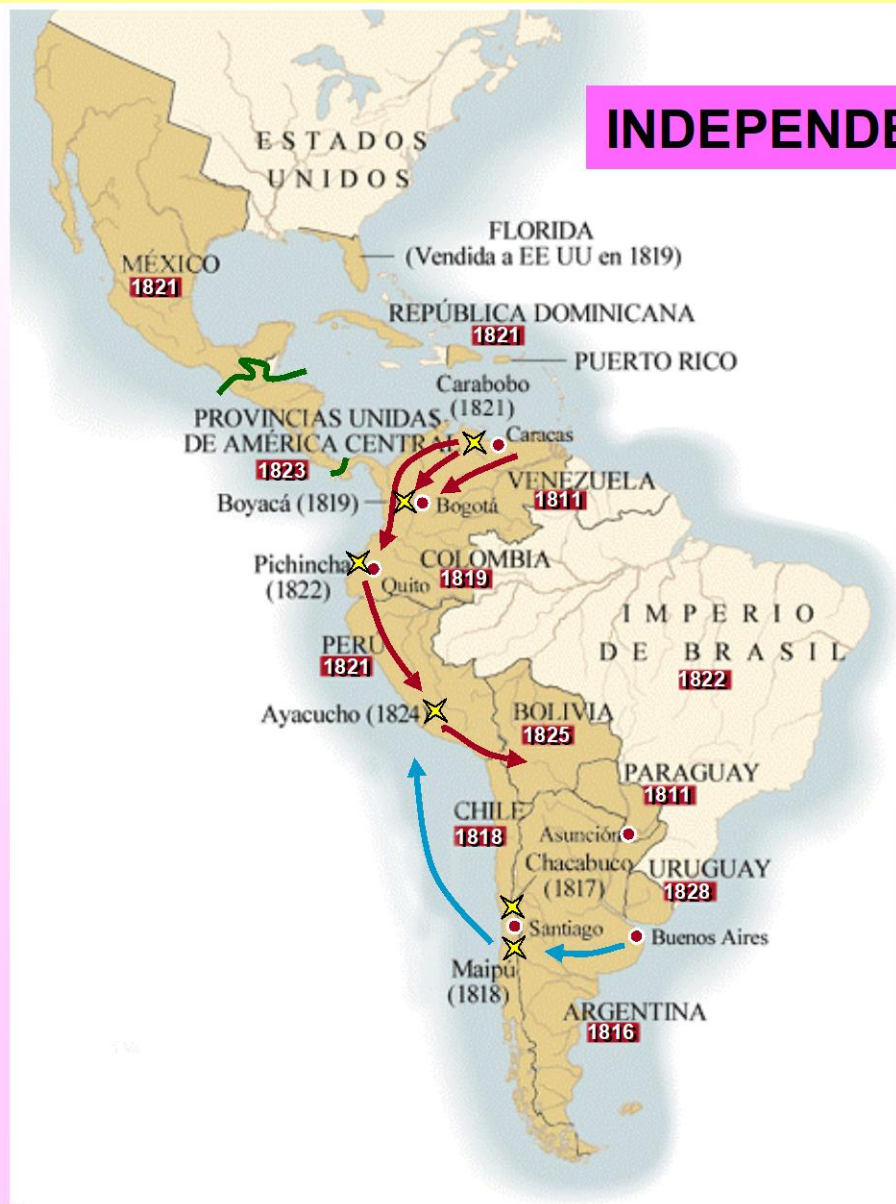 INDEPENDE
ESTADOS
UNIDOS
FLORIDA
(Vendida a EE UU en 1819)
MÉXICO
1821
REPÚBLICA DOMINICANA
1821
PUERTO RICO
Carabobo
(1821)
PROVINCIAS UNIDAS
DE AMÉRICA CENTRAL
1823
Caracas
VENEZUELA
1811
Boyacá (1819)
Bogotá
Pichincha
(1822)
Quito
COLOMBIA
1819
IMPERIO
DE BRASIL
1822
PERÚ
1821
Ayacucho (1824
BOLIVIA
1825
PARAGUAY
1811
CHILE
1818
Asunción
Chacabuco
(1817)
URUGUAY
1828
Santiago
Buenos Aires
Maipú
(1818)
ARGENTINA
1816